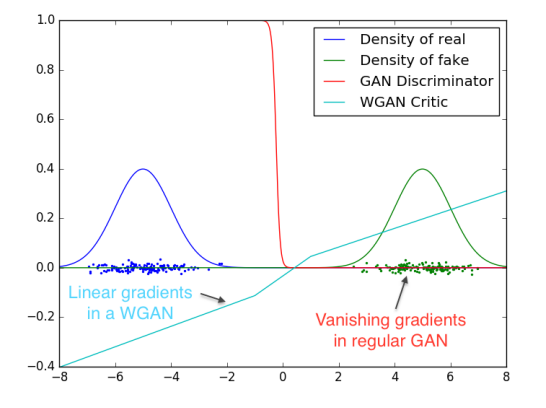 1.0
0.8
0.6
0.4
0.2
0.0
−0.2
−0.4
−8
−6
−4
−2
0
2
4
6
8
Density of real
Density of fake
GAN Discriminator
WGAN Critic
Linear gradients
in a WGAN
Vanishing gradients
in regular GAN